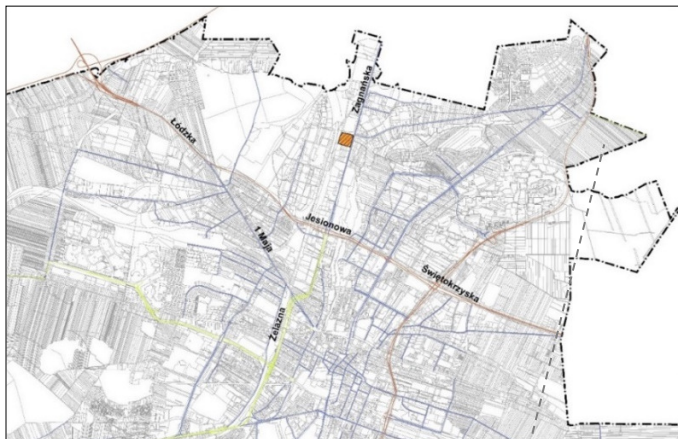 Zagnańska
Łódzka
Jesionowa
1 Maja
Świętokrzyska
Żelazna